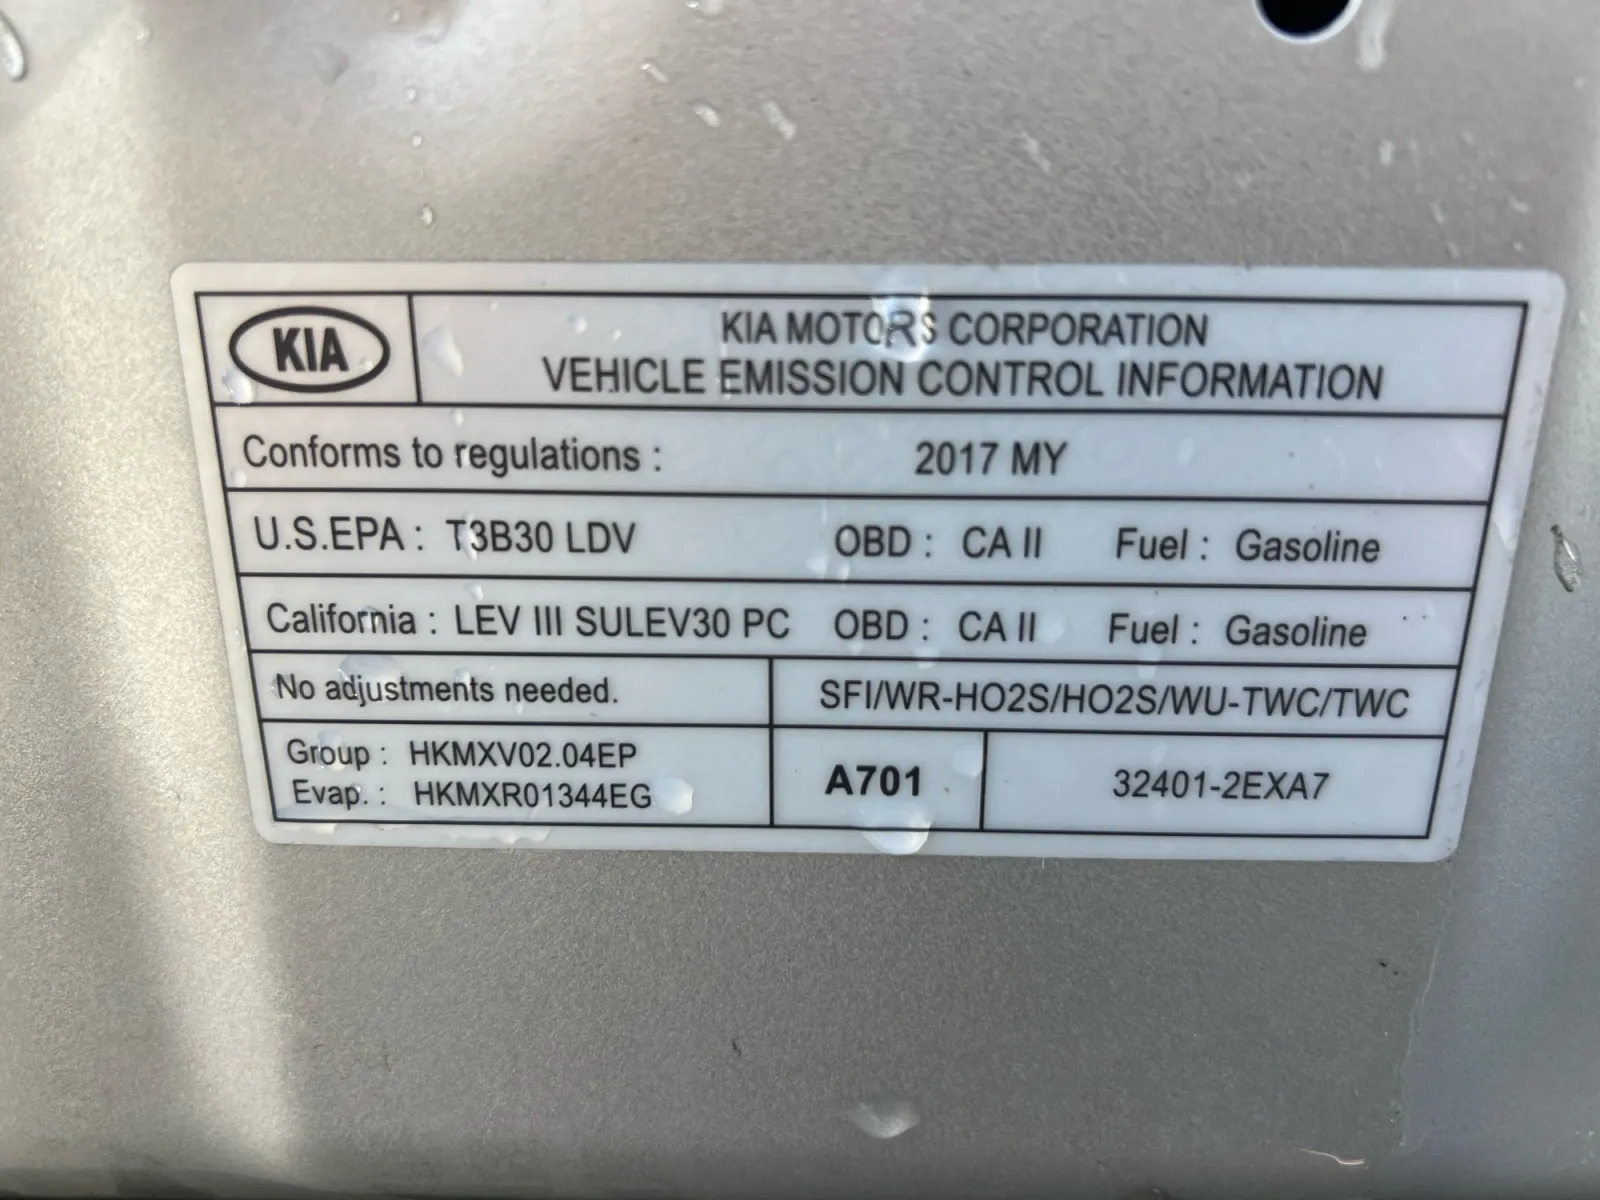 KIA
KIA MOTORS CORPORATION
VEHICLE EMISSION CONTROL INFORMATION
Conforms to regulations : 2017 MY
U.S.EPA : T3B30 LDV OBD : CA II Fuel : Gasoline
California : LEV III SULEV30 PC OBD : CA II Fuel : Gasoline
No adjustments needed. SFI/WR-HO2S/HO2S/WU-TWC/TWC
Group : HKMXV02.04EP
Evap. : HKMXR01344EG
A701
32401-2EXA7